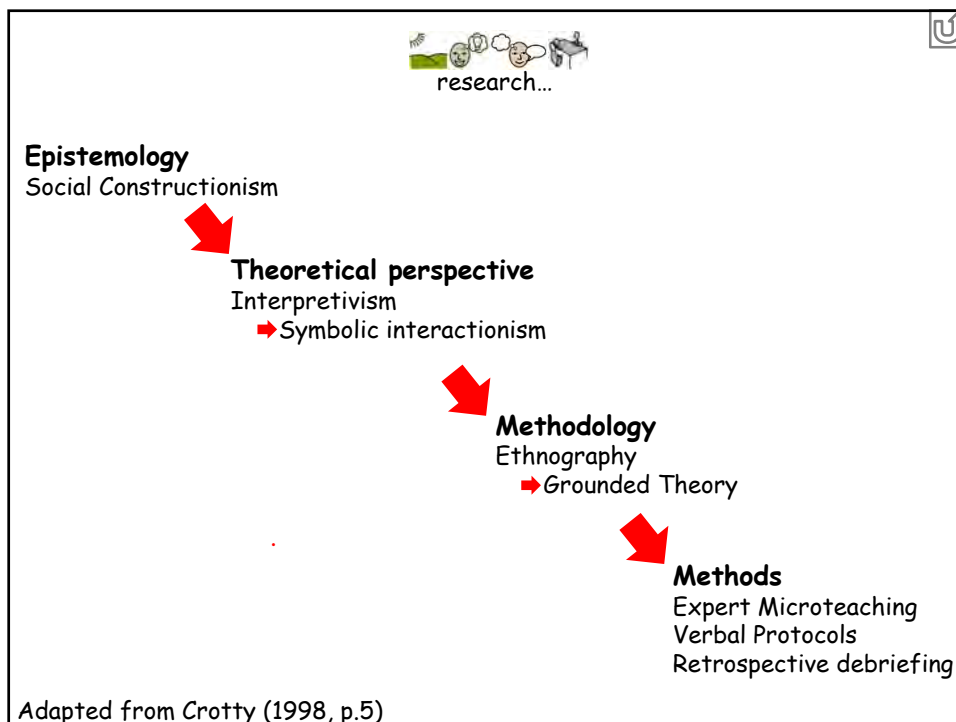 research…
Epistemology
Social Constructionism
Theoretical perspective
Interpretivism
Symbolic interactionism
Methodology
Ethnography
Grounded Theory
Methods
Expert Microteaching
Verbal Protocols
Retrospective debriefing
Adapted from Crotty (1998, p.5)